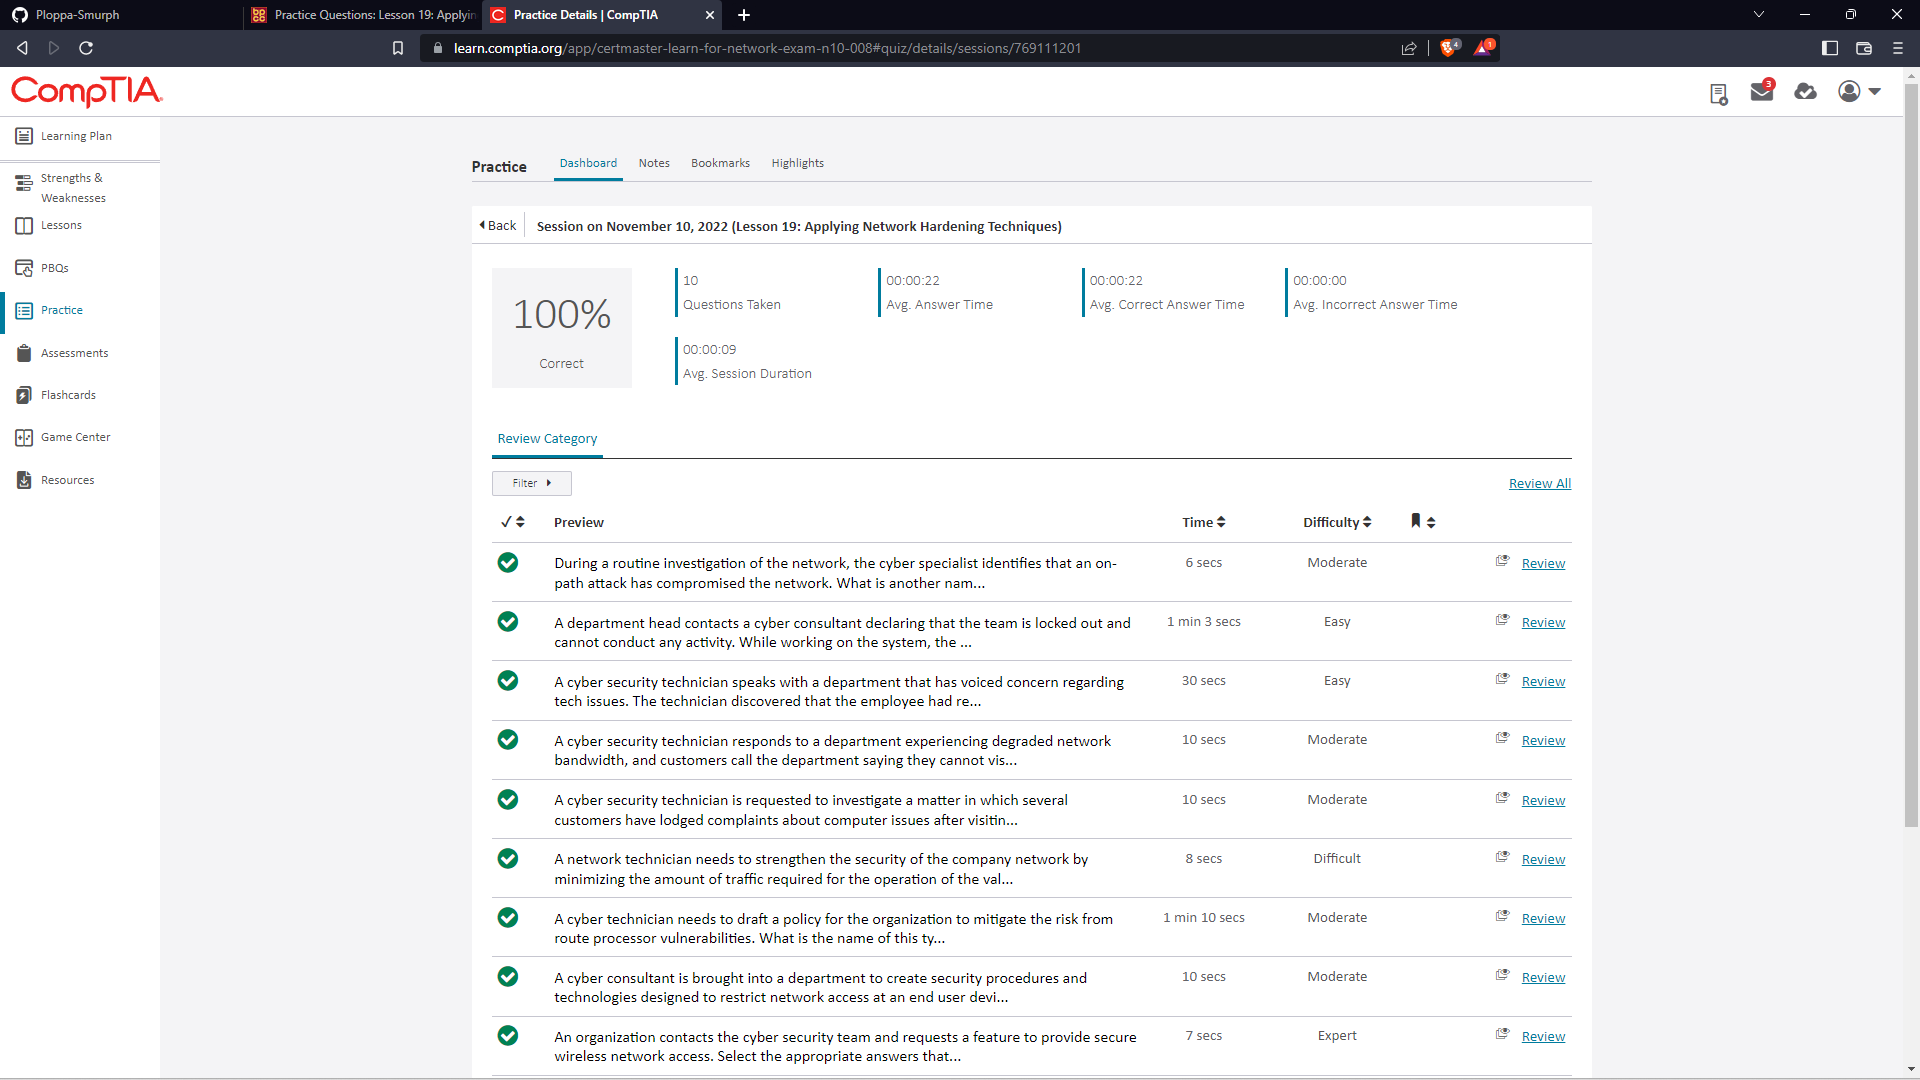 Ploppa-Smurph
Practice Questions: Lesson 19: Applyin
Practice Details | CompTIA
learn.comptia.org/app/certmaster-learn-for-network-exam-n10-008#quiz/details/sessions/769111201
4
1
CompTIA.
3
Learning Plan
Strengths &
Weaknesses
Lessons
PBQs
Practice
Assessments
Flashcards
Game Center
Resources
Practice
Dashboard
Notes
Bookmarks
Highlights
Back
Session on November 10, 2022 (Lesson 19: Applying Network Hardening Techniques)
100%
Correct
10
Questions Taken
00:00:22
Avg. Answer Time
00:00:22
Avg. Correct Answer Time
00:00:00
Avg. Incorrect Answer Time
00:00:09
Avg. Session Duration
Review Category
Filter
Review All
Preview
Time
Difficulty
During a routine investigation of the network, the cyber specialist identifies that an on-
path attack has compromised the network. What is another nam...
6 secs
Moderate
Review
A department head contacts a cyber consultant declaring that the team is locked out and
cannot conduct any activity. While working on the system, the ...
1 min 3 secs
Easy
Review
A cyber security technician speaks with a department that has voiced concern regarding
tech issues. The technician discovered that the employee had re...
30 secs
Easy
Review
A cyber security technician responds to a department experiencing degraded network
bandwidth, and customers call the department saying they cannot vis...
10 secs
Moderate
Review
A cyber security technician is requested to investigate a matter in which several
customers have lodged complaints about computer issues after visitin...
10 secs
Moderate
Review
A network technician needs to strengthen the security of the company network by
minimizing the amount of traffic required for the operation of the val...
8 secs
Difficult
Review
A cyber technician needs to draft a policy for the organization to mitigate the risk from
route processor vulnerabilities. What is the name of this ty...
1 min 10 secs
Moderate
Review
A cyber consultant is brought into a department to create security procedures and
technologies designed to restrict network access at an end user devi...
10 secs
Moderate
Review
An organization contacts the cyber security team and requests a feature to provide secure
wireless network access. Select the appropriate answers that...
7 secs
Expert
Review